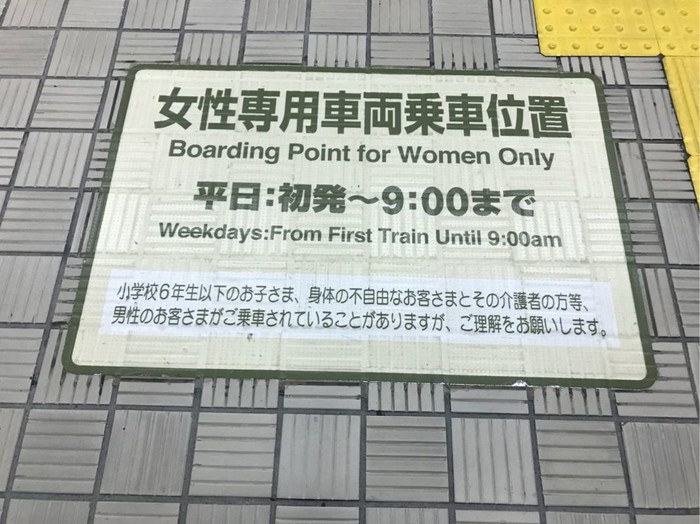 女性専用車両乗車位置
Boarding Point for Women Only
平日:初発～9:00まで
Weekdays:From First Train Until 9:00am
小学校6年生以下のお子さま、身体の不自由なお客さまとその介護者の方等、
男性のお客さまがご乗車されていることがありますが、ご理解をお願いします。